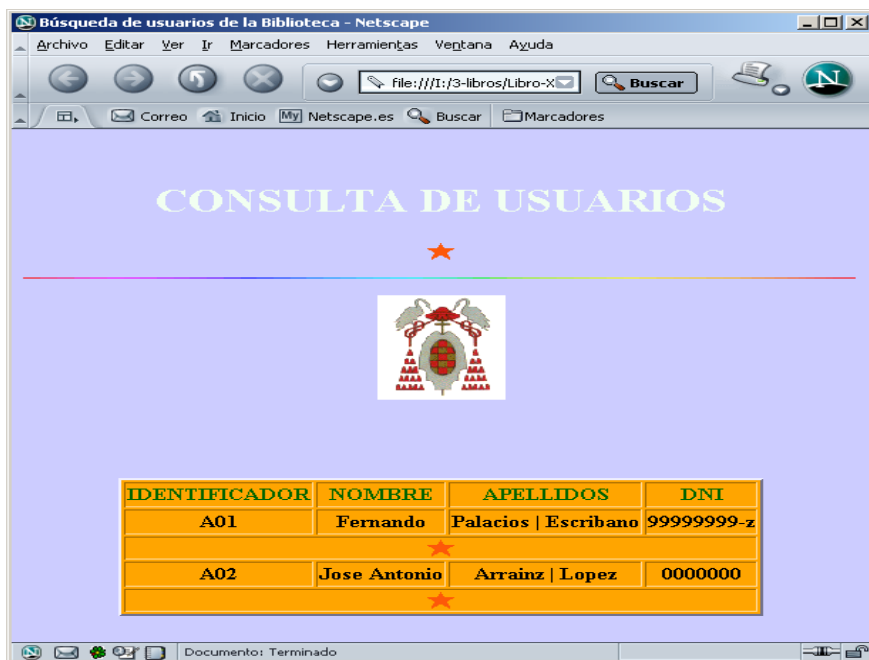 Búsqueda de usuarios de la Biblioteca - Netscape
Archivo Editar Ver Ir Marcadores Herramientas Ventana Ayuda
file:///I:/3-libros/Libro-X Buscar N
Correo Inicio My Netscape.es Buscar Marcadores
CONSULTA DE USUARIOS
IDENTIFICADOR NOMBRE APELLIDOS DNI
A01 Fernando Palacios | Escribano 99999999-z
A02 Jose Antonio Arrainz | Lopez 0000000
Documento: Terminado